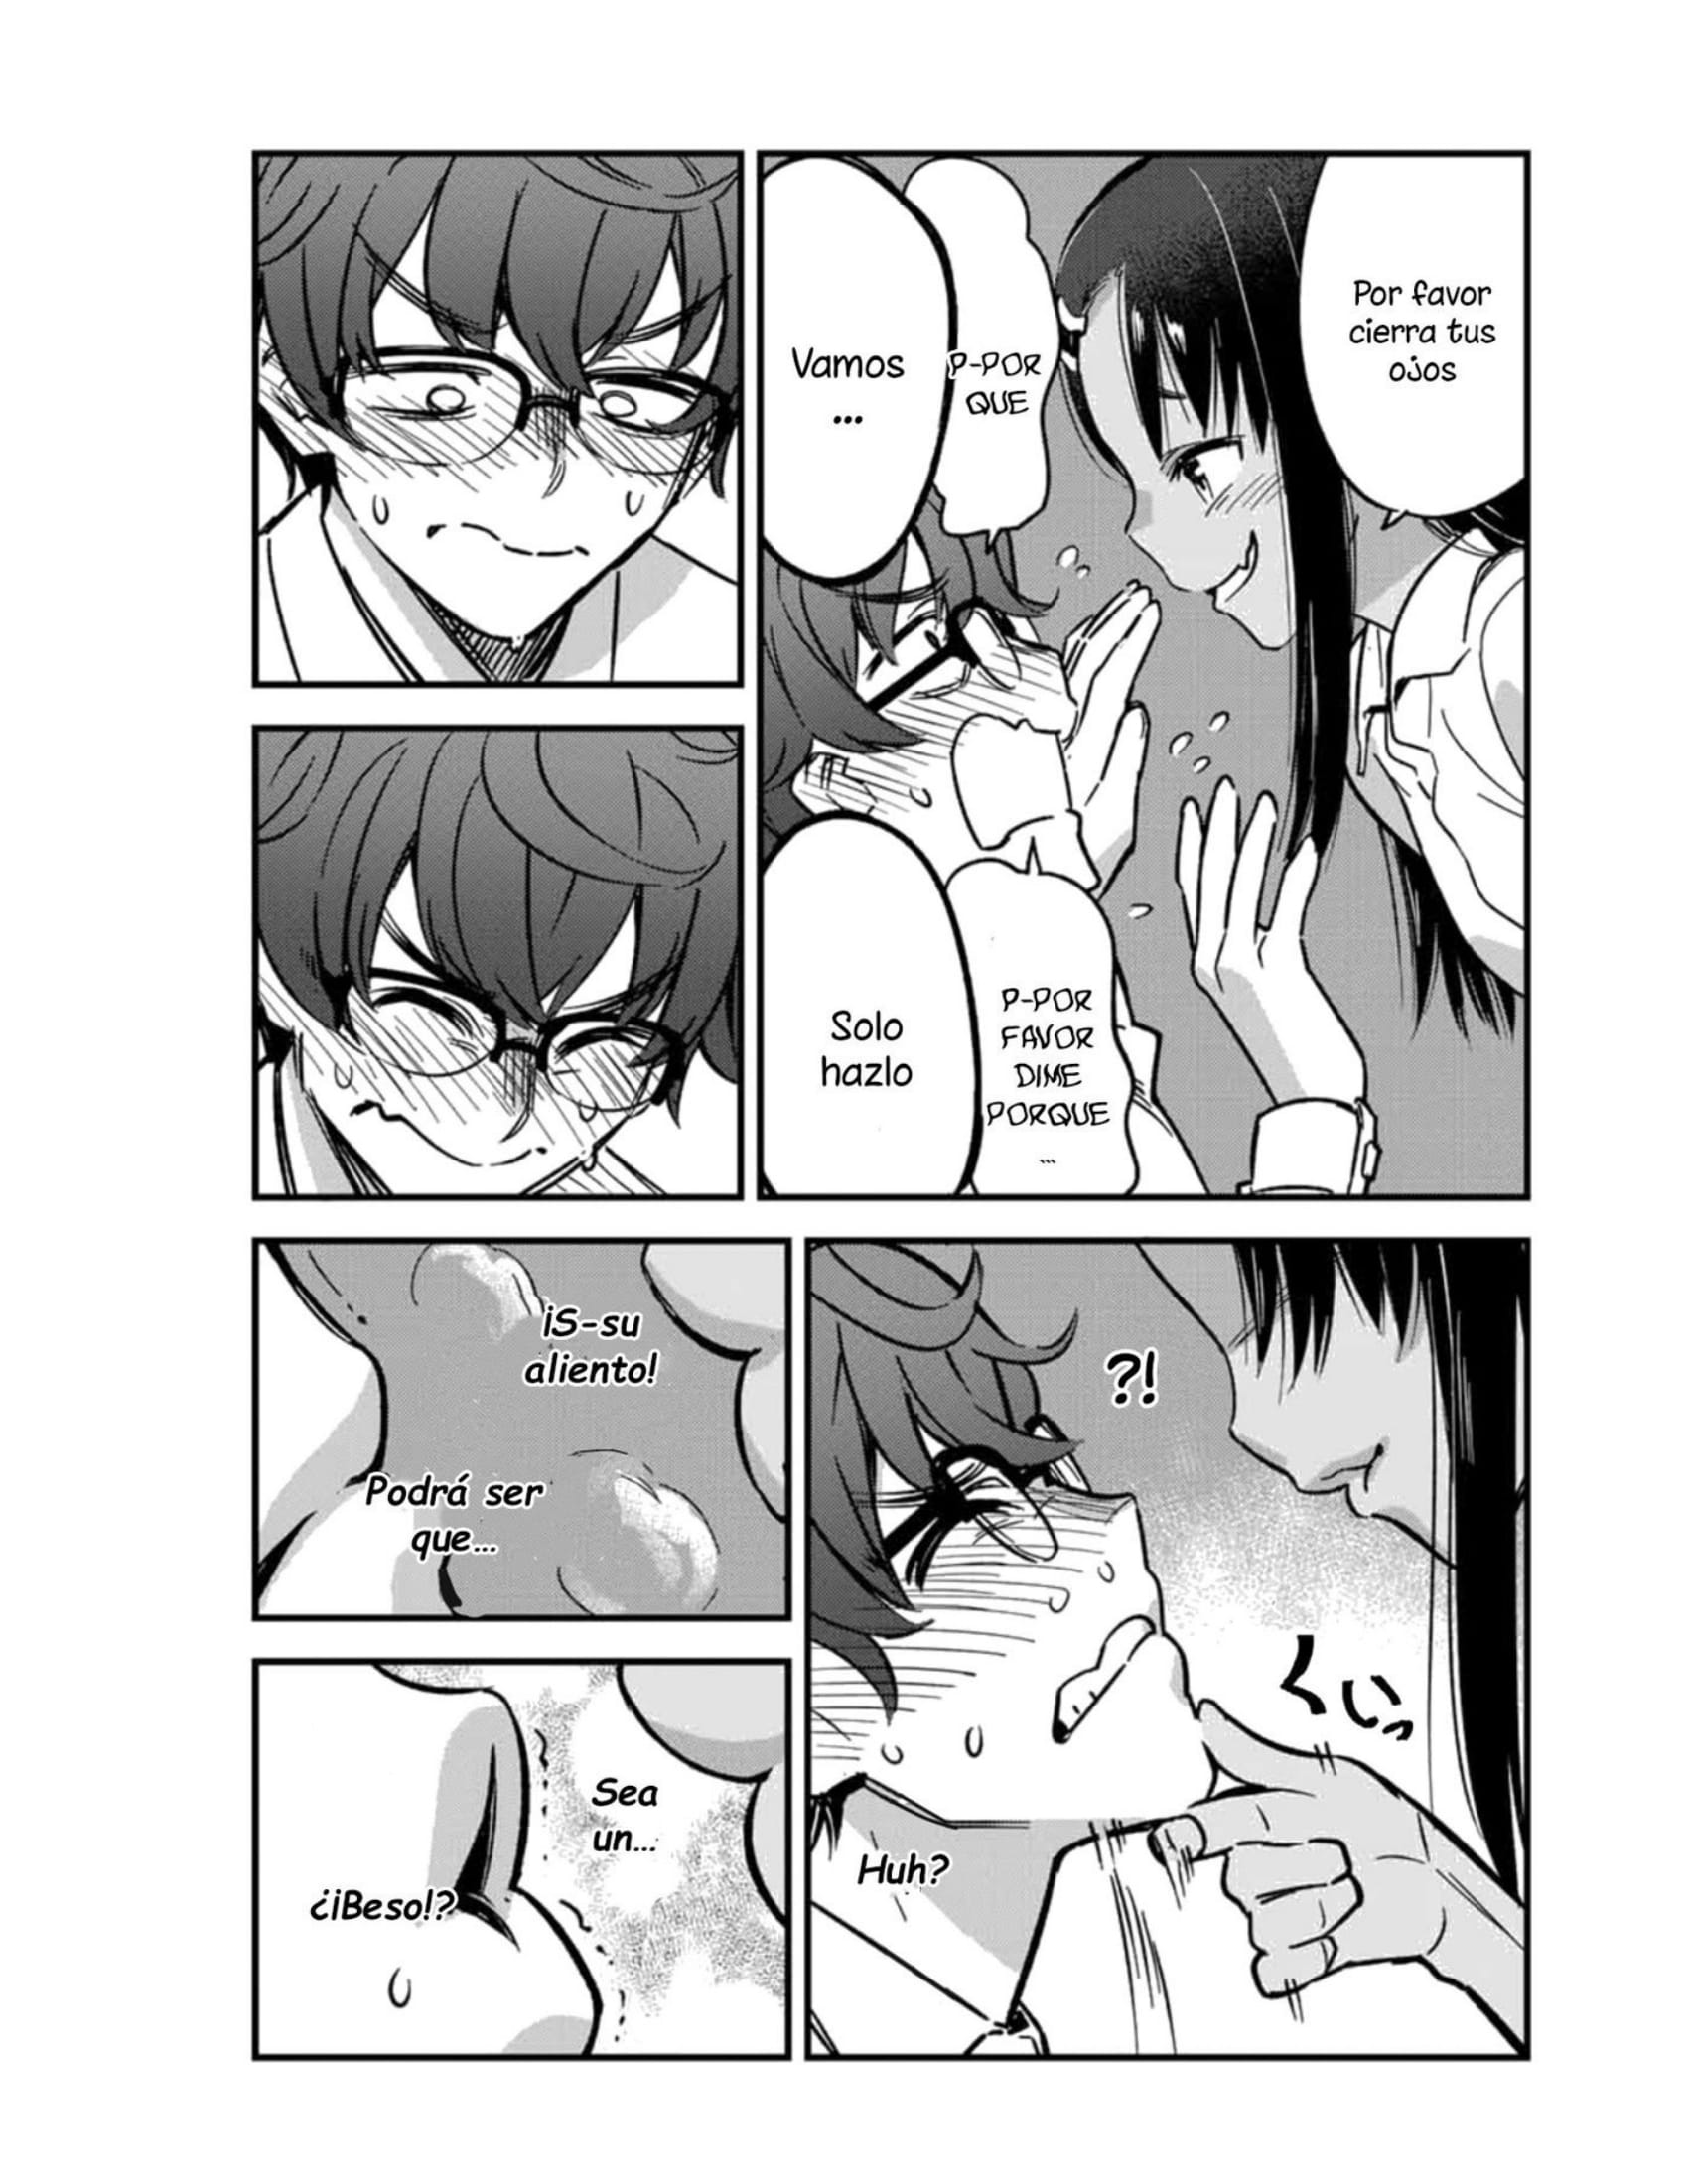 Por favor
cierra tus
ojos
P-POR
QUE
Vamos
...
P-POR
FAVOR
DIME
PORQUE
...
Solo
hazlo
?!
くいっ
Huh?
¡S-su
aliento!
Podrá ser
que...
Sea
un...
¿¡Beso!?